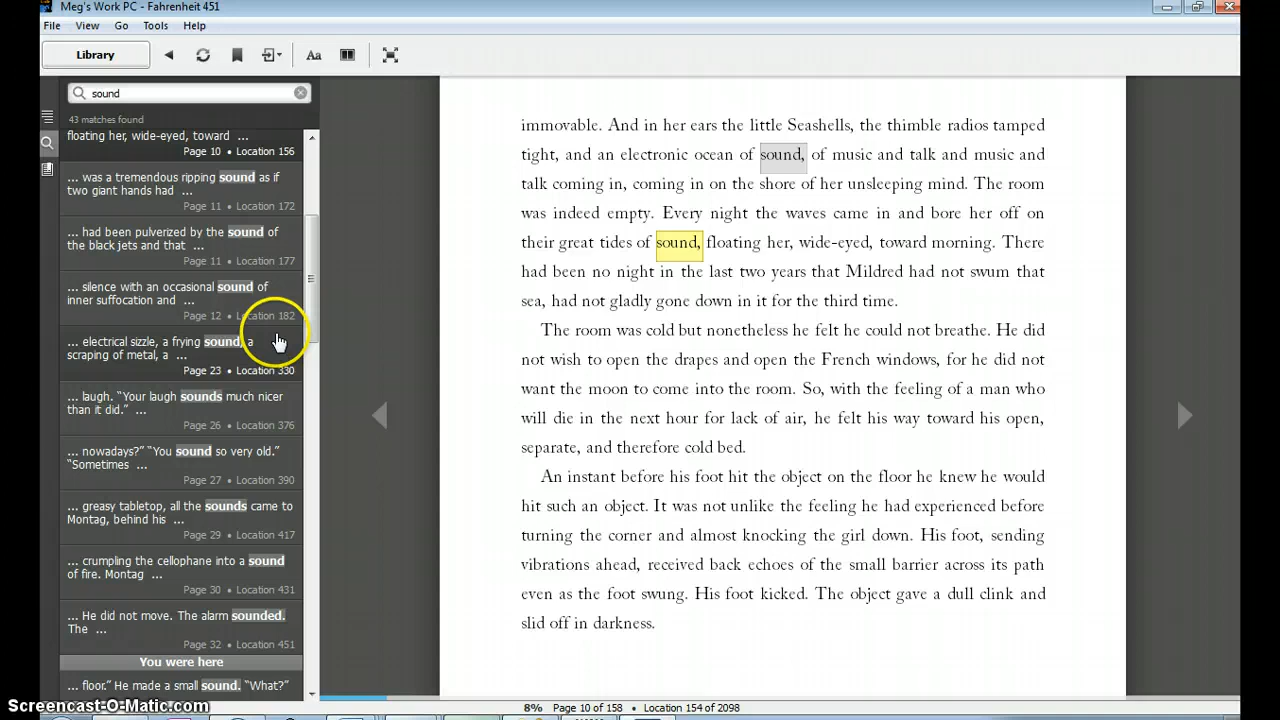 Meg's Work PC - Fahrenheit 451
File View Go Tools Help
Library Aa
sound
43 matches found
floating her, wide-eyed, toward ...
Page 10 • Location 156
... was a tremendous ripping sound as if
two giant hands had ...
Page 11 • Location 172
... had been pulverized by the sound of
the black jets and that ...
Page 11 • Location 177
... silence with an occasional sound of
inner suffocation and ...
Page 12 • Location 182
... electrical sizzle, a frying sound, a
scraping of metal, a ...
Page 23 • Location 330
... laugh. “Your laugh sounds much nicer
than it did.” ...
Page 26 • Location 376
... nowadays?” “You sound so very old.”
“Sometimes ...
Page 27 • Location 390
... greasy tabletop, all the sounds came to
Montag, behind his ...
Page 29 • Location 417
... crumpling the cellophane into a sound
of fire. Montag ...
Page 30 • Location 431
... He did not move. The alarm sounded.
The ...
Page 32 • Location 451
You were here
... floor.” He made a small sound. “What?”
immovable. And in her ears the little Seashells, the thimble radios tamped
tight, and an electronic ocean of sound, of music and talk and music and
talk coming in, coming in on the shore of her unsleeping mind. The room
was indeed empty. Every night the waves came in and bore her off on
their great tides of sound, floating her, wide-eyed, toward morning. There
had been no night in the last two years that Mildred had not swum that
sea, had not gladly gone down in it for the third time.
The room was cold but nonetheless he felt he could not breathe. He did
not wish to open the drapes and open the French windows, for he did not
want the moon to come into the room. So, with the feeling of a man who
will die in the next hour for lack of air, he felt his way toward his open,
separate, and therefore cold bed.
An instant before his foot hit the object on the floor he knew he would
hit such an object. It was not unlike the feeling he had experienced before
turning the corner and almost knocking the girl down. His foot, sending
vibrations ahead, received back echoes of the small barrier across its path
even as the foot swung. His foot kicked. The object gave a dull clink and
slid off in darkness.
8% Page 10 of 158 • Location 154 of 2098
Screencast-O-Matic.com